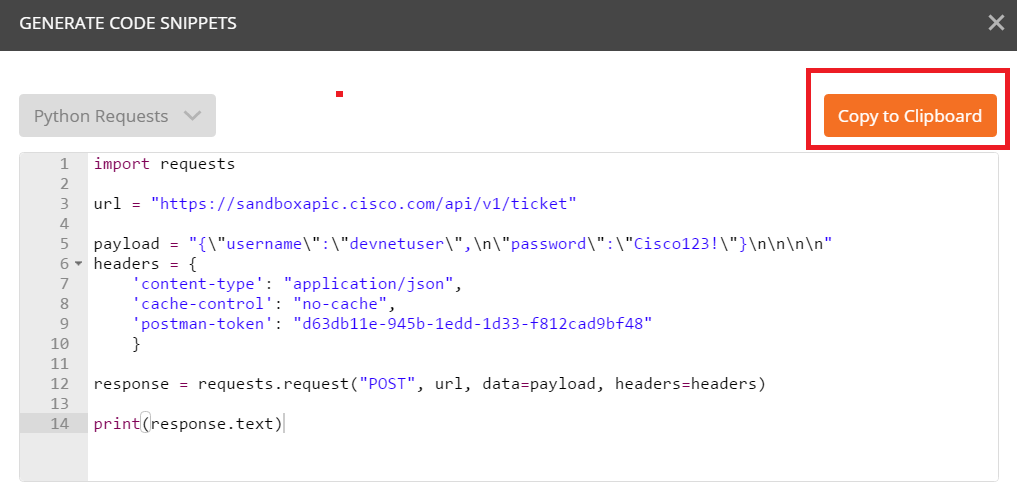 GENERATE CODE SNIPPETS
Python Requests
Copy to Clipboard
1 import requests
2
3 url = "https://sandboxapic.cisco.com/api/v1/ticket"
4
5 payload = "{\"username\":\"devnetuser\",\n\"password\":\"Cisco123!\"}\n\n\n\n"
6 headers = {
7     'content-type': "application/json",
8     'cache-control': "no-cache",
9     'postman-token': "d63db11e-945b-1edd-1d33-f812cad9bf48"
10     }
11
12 response = requests.request("POST", url, data=payload, headers=headers)
13
14 print(response.text)